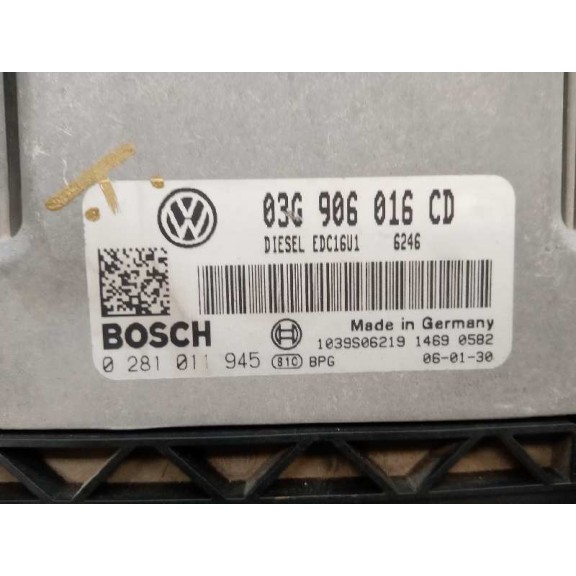 03G 906 016 CD
DIESEL EDC16U1 6246
BOSCH
Made in Germany
1039S06219 1469 0582
0 281 011 945 810 BPG 06-01-30